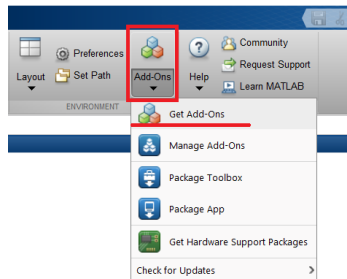 Preferences
Community
Set Path
Request Support
Layout
Add-Ons
Help
Learn MATLAB
ENVIRONMENT
Get Add-Ons
Manage Add-Ons
Package Toolbox
Package App
Get Hardware Support Packages
Check for Updates